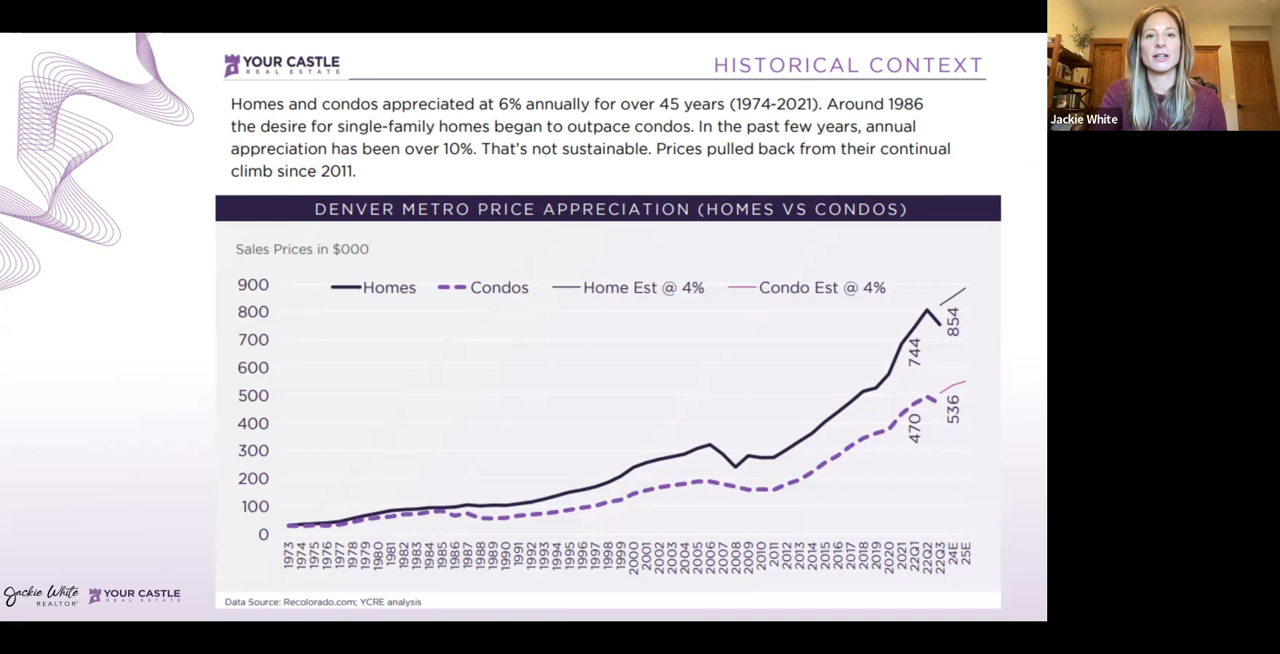 YOUR CASTLE
REAL ESTATE
HISTORICAL CONTEXT
Homes and condos appreciated at 6% annually for over 45 years (1974-2021). Around 1986
the desire for single-family homes began to outpace condos. In the past few years, annual
appreciation has been over 10%. That's not sustainable. Prices pulled back from their continual
climb since 2011.
DENVER METRO PRICE APPRECIATION (HOMES VS CONDOS)
Sales Prices in $000
Homes
Condos
Home Est @ 4%
Condo Est @ 4%
900
800
700
600
500
400
300
200
100
0
744
854
470
536
1973
1974
1975
1976
1977
1978
1979
1980
1981
1982
1983
1984
1985
1986
1987
1988
1989
1990
1991
1992
1993
1994
1995
1996
1997
1998
1999
2000
2001
2002
2003
2004
2005
2006
2007
2008
2009
2010
2011
2012
2013
2014
2015
2016
2017
2018
2019
2020
2021
22Q1
22Q2
22Q3
24E
25E
Data Source: Recolorado.com; YCRE analysis
Jackie White
REALTOR
YOUR CASTLE
REAL ESTATE
Jackie White